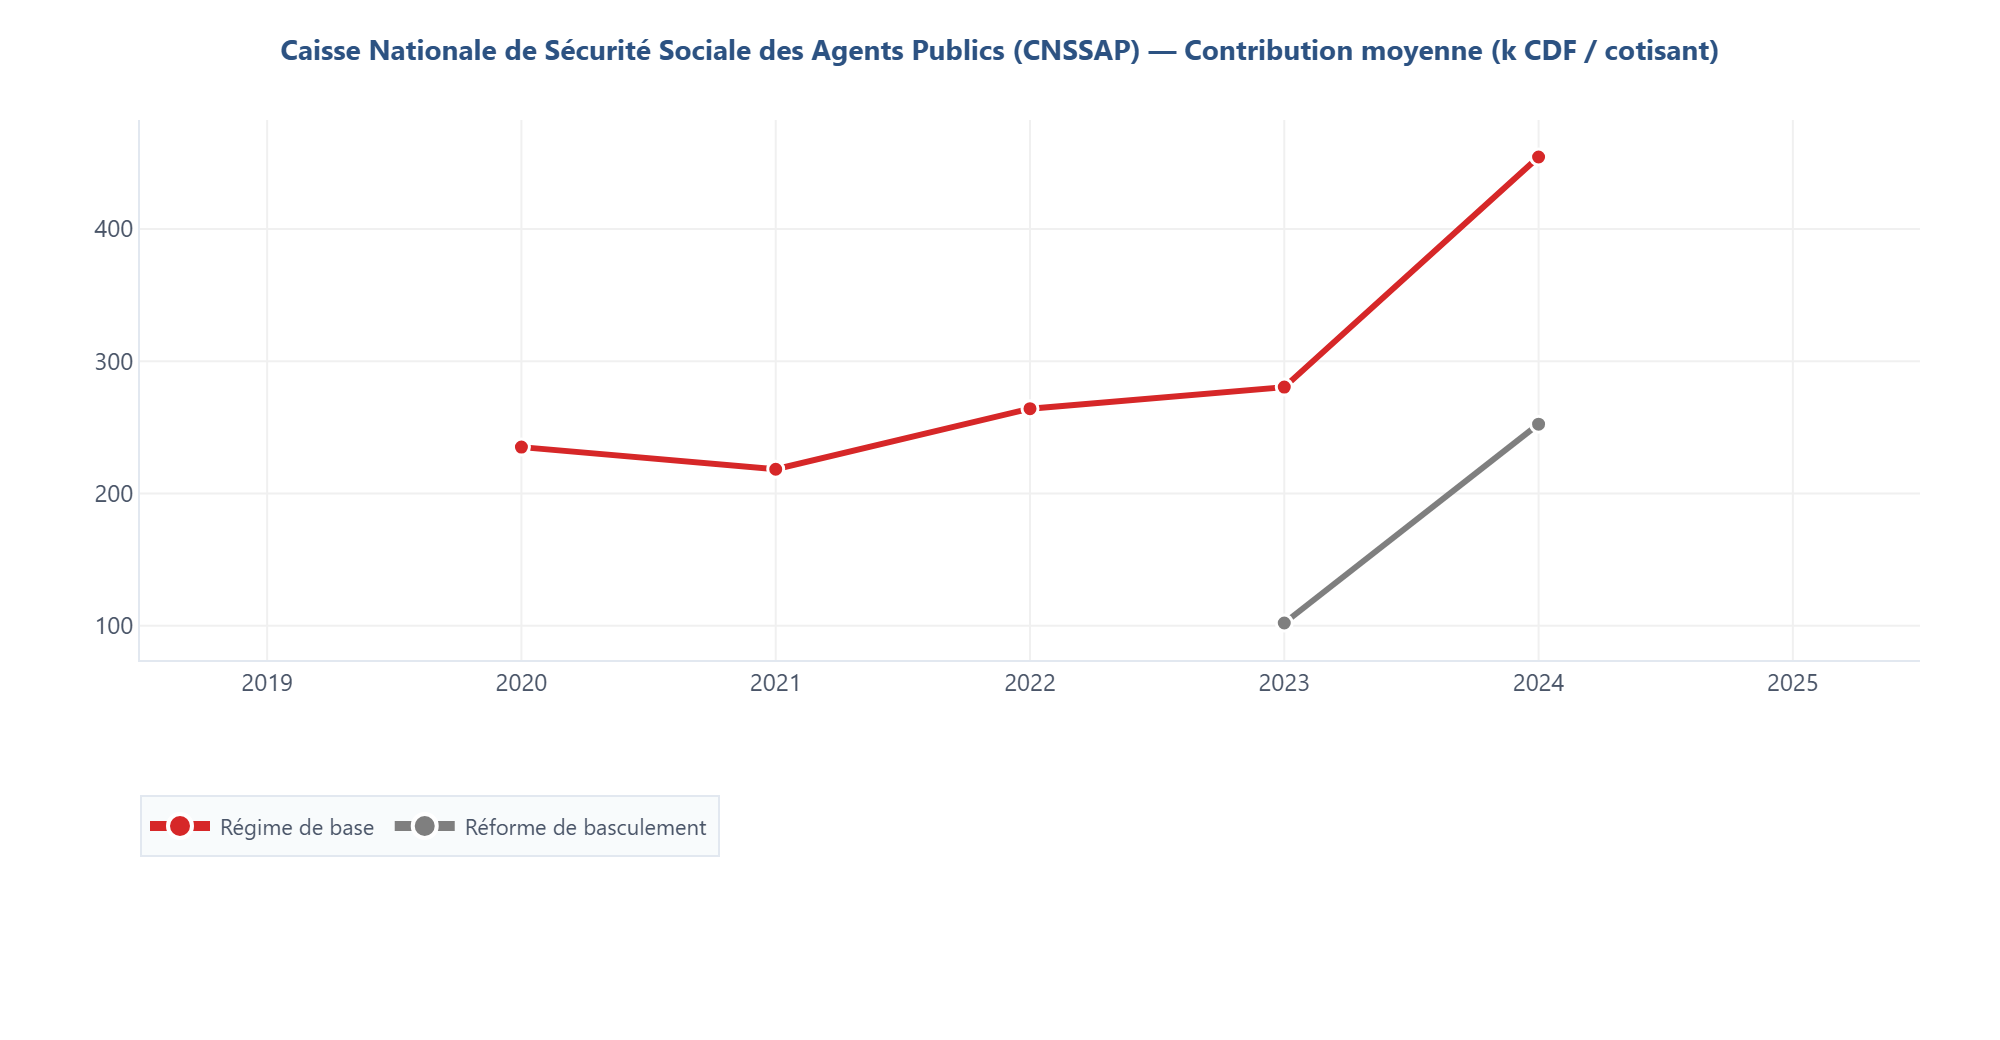 Caisse Nationale de Sécurité Sociale des Agents Publics (CNSSAP) — Contribution moyenne (k CDF / cotisant)
400
300
200
100
2019 2020 2021 2022 2023 2024 2025
Régime de base Réforme de basculement